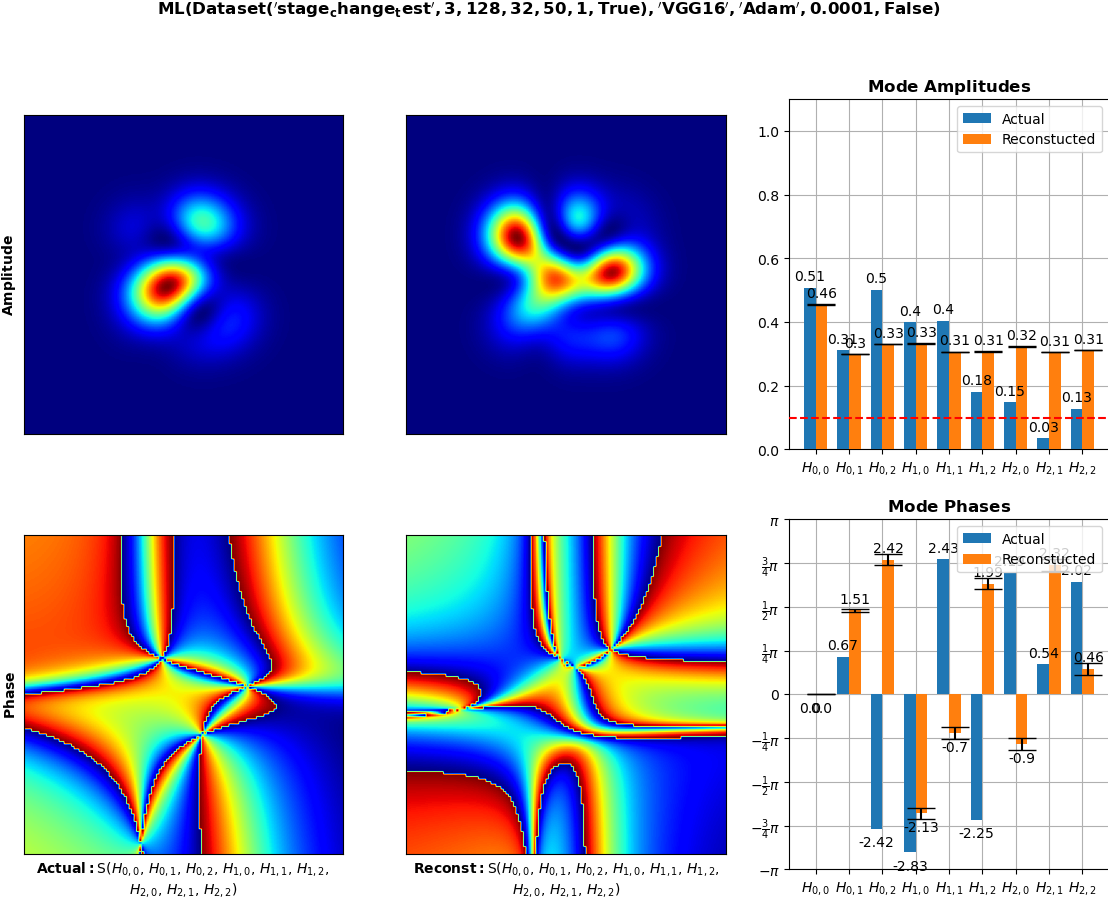 ML(Dataset('stage_change_test', 3, 128, 32, 50, 1, True), 'VGG16', 'Adam', 0.0001, False)
Amplitude
Mode Amplitudes
Actual
Reconstucted
1.0
0.8
0.6
0.4
0.2
0.0
0.51
0.46
0.31
0.3
0.5
0.33
0.4
0.33
0.4
0.31
0.18
0.31
0.15
0.32
0.03
0.31
0.13
0.31
H0,0 H0,1 H0,2 H1,0 H1,1 H1,2 H2,0 H2,1 H2,2
Phase
Mode Phases
Actual
Reconstucted
π
3/4π
1/2π
1/4π
0
−1/4π
−1/2π
−3/4π
−π
0.0
0.0
0.67
1.51
-2.42
2.42
-2.83
-2.13
2.43
-0.7
-2.25
1.99
-0.9
0.54
2.32
2.02
0.46
H0,0 H0,1 H0,2 H1,0 H1,1 H1,2 H2,0 H2,1 H2,2
Actual: S(H0,0, H0,1, H0,2, H1,0, H1,1, H1,2,
H2,0, H2,1, H2,2)
Reconst: S(H0,0, H0,1, H0,2, H1,0, H1,1, H1,2,
H2,0, H2,1, H2,2)